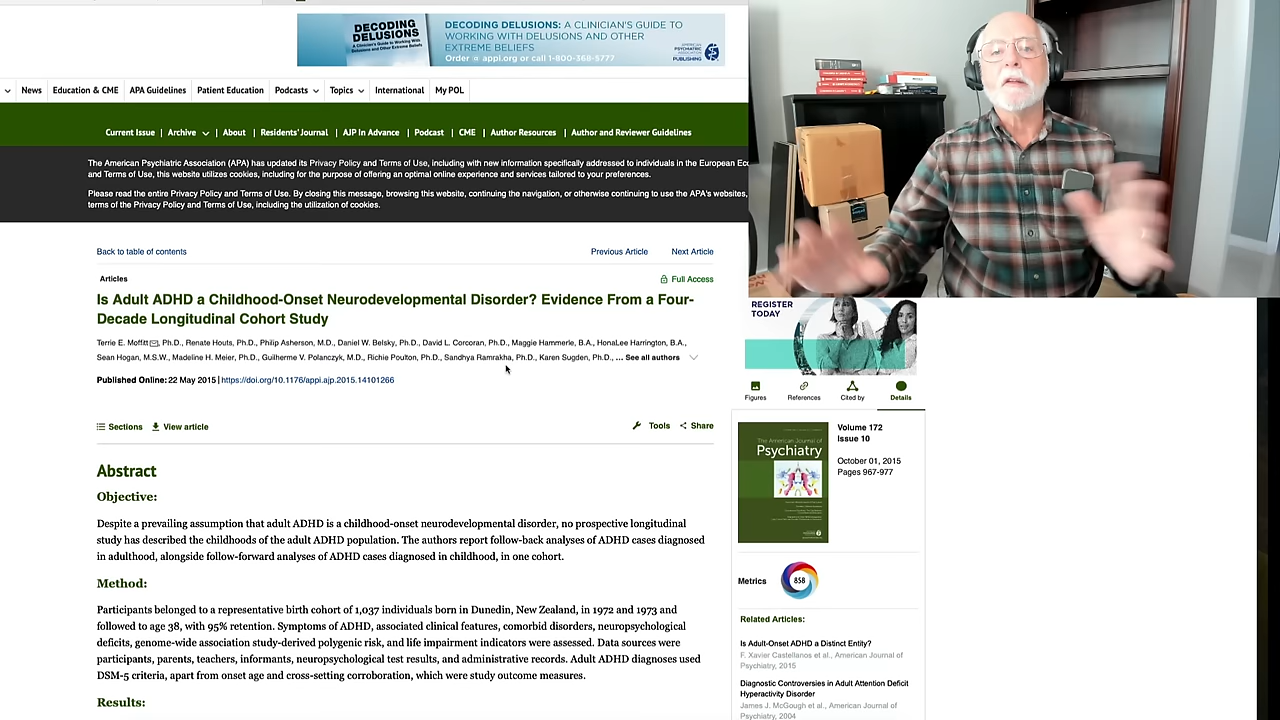 DECODING
DELUSIONS
A Clinician's Guide to Working With
Delusions and Other Extreme Beliefs
DECODING DELUSIONS: A CLINICIAN'S GUIDE TO
WORKING WITH DELUSIONS AND OTHER
EXTREME BELIEFS
Order @ appi.org or call 1-800-368-5777
AMERICAN
PSYCHIATRIC
ASSOCIATION
PUBLISHING
News Education & CME APA Guidelines Patient Education Podcasts Topics International My POL
Current Issue | Archive | About | Residents' Journal | AJP In Advance | Podcast | CME | Author Resources | Author and Reviewer Guidelines
The American Psychiatric Association (APA) has updated its Privacy Policy and Terms of Use, including with new information specifically addressed to individuals in the European Ec
and Terms of Use, this website utilizes cookies, including for the purpose of offering an optimal online experience and services tailored to your preferences.
Please read the entire Privacy Policy and Terms of Use. By closing this message, browsing this website, continuing the navigation, or otherwise continuing to use the APA's websites,
terms of the Privacy Policy and Terms of Use, including the utilization of cookies.
Back to table of contents
Previous Article Next Article
Articles
Full Access
Is Adult ADHD a Childhood-Onset Neurodevelopmental Disorder? Evidence From a Four-
Decade Longitudinal Cohort Study
Terrie E. Moffitt, Ph.D., Renate Houts, Ph.D., Philip Asherson, M.D., Daniel W. Belsky, Ph.D., David L. Corcoran, Ph.D., Maggie Hammerle, B.A., HonaLee Harrington, B.A.,
Sean Hogan, M.S.W., Madeline H. Meier, Ph.D., Guilherme V. Polanczyk, M.D., Richie Poulton, Ph.D., Sandhya Ramrakha, Ph.D., Karen Sugden, Ph.D., ... See all authors
Published Online: 22 May 2015 | https://doi.org/10.1176/appi.ajp.2015.14101266
Sections View article
Tools Share
Abstract
Objective:
Despite a prevailing assumption that adult ADHD is a childhood-onset neurodevelopmental disorder, no prospective longitudinal
study has described the childhoods of the adult ADHD population. The authors report follow-back analyses of ADHD cases diagnosed
in adulthood, alongside follow-forward analyses of ADHD cases diagnosed in childhood, in one cohort.
Method:
Participants belonged to a representative birth cohort of 1,037 individuals born in Dunedin, New Zealand, in 1972 and 1973 and
followed to age 38, with 95% retention. Symptoms of ADHD, associated clinical features, comorbid disorders, neuropsychological
deficits, genome-wide association study-derived polygenic risk, and life impairment indicators were assessed. Data sources were
participants, parents, teachers, informants, neuropsychological test results, and administrative records. Adult ADHD diagnoses used
DSM-5 criteria, apart from onset age and cross-setting corroboration, which were study outcome measures.
Results:
REGISTER
TODAY
Figures References Cited by Details
The American Journal of
Psychiatry
Volume 172
Issue 10
October 01, 2015
Pages 967-977
Metrics
858
Related Articles:
Is Adult-Onset ADHD a Distinct Entity?
F. Xavier Castellanos et al., American Journal of
Psychiatry, 2015
Diagnostic Controversies in Adult Attention Deficit
Hyperactivity Disorder
James J. McGough et al., American Journal of
Psychiatry, 2004